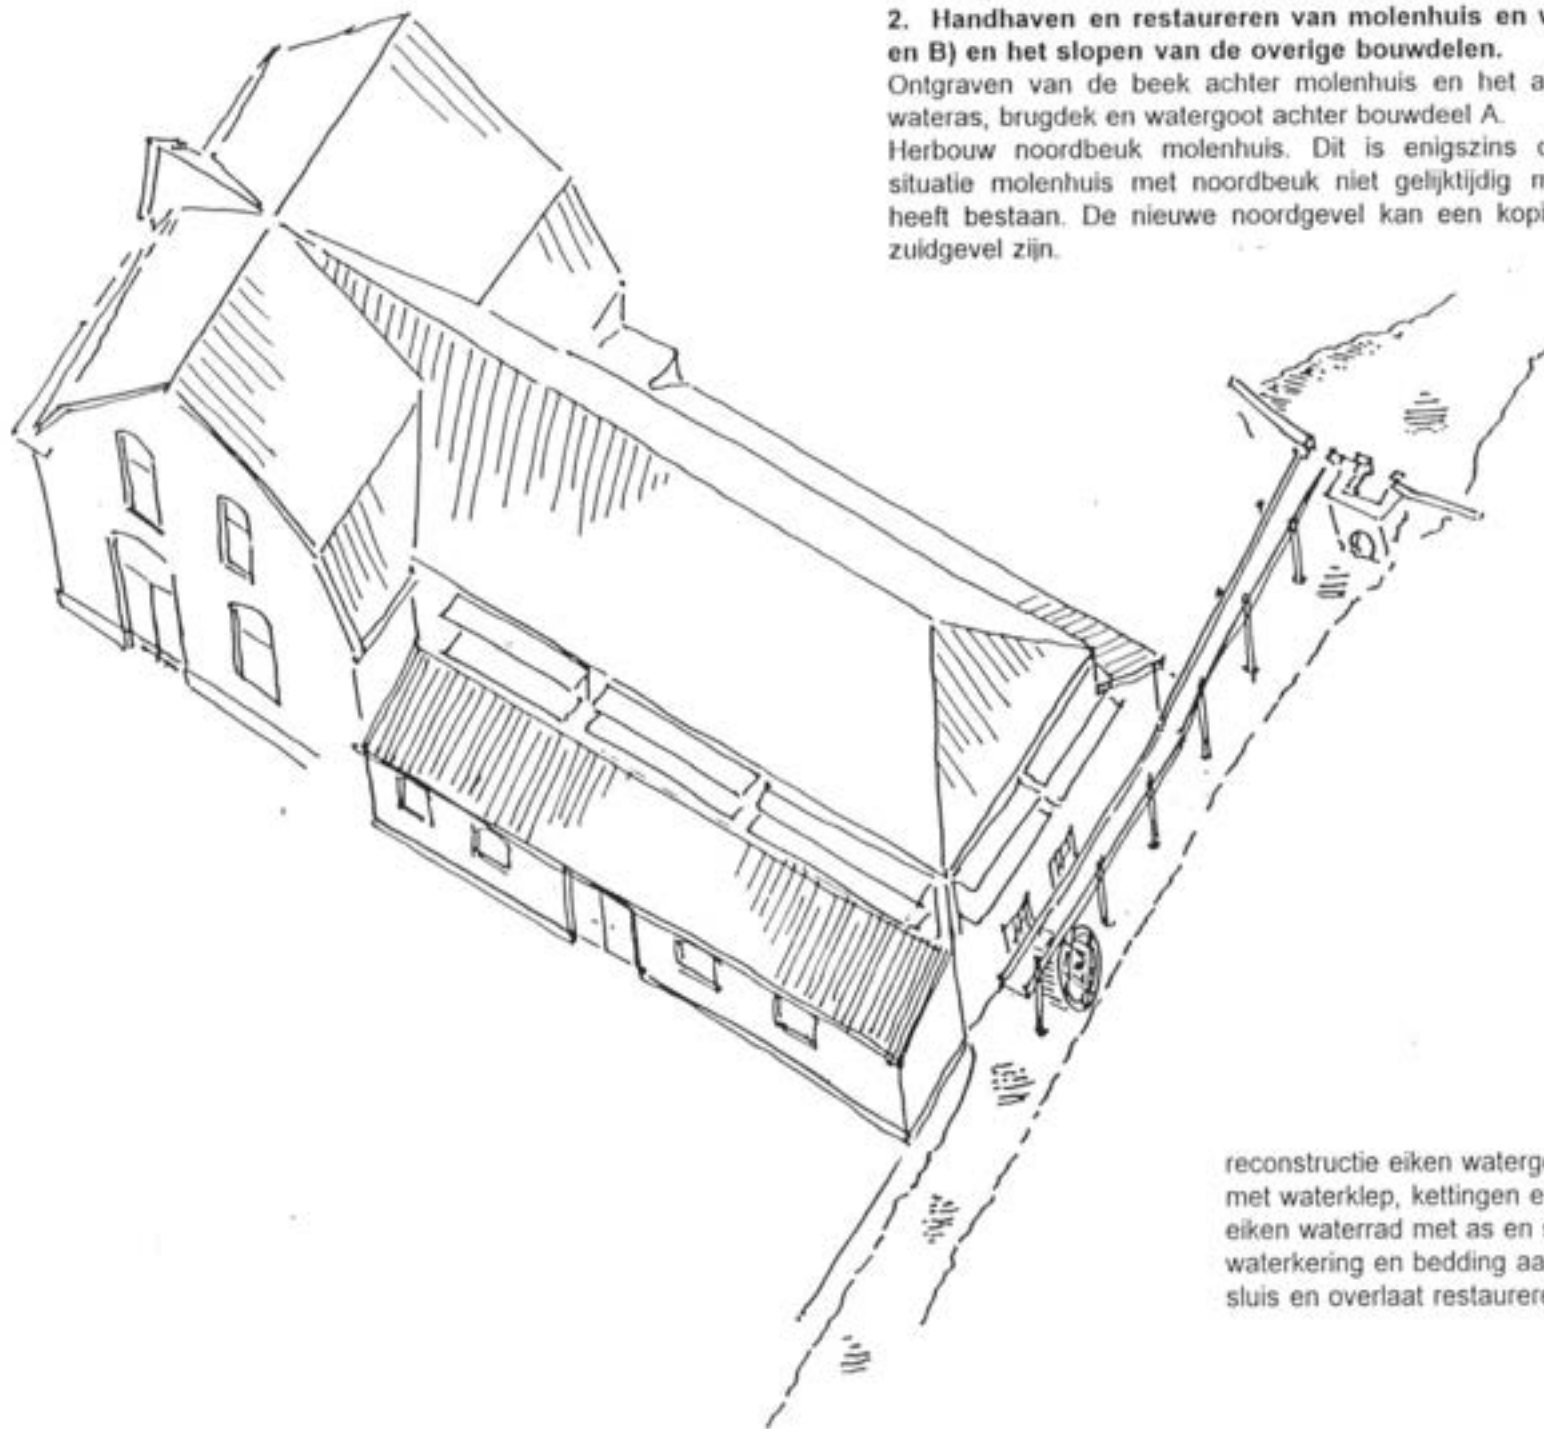 2. Handhaven en restaureren van molenhuis en
en B) en het slopen van de overige bouwdelen.
Ontgraven van de beek achter molenhuis en het
wateras, brugdek en watergoot achter bouwdeel A.
Herbouw noordbeuk molenhuis. Dit is enigszins
situatie molenhuis met noordbeuk niet gelijktijdig
heeft bestaan. De nieuwe noordgevel kan een
zuidgevel zijn.
reconstructie eiken
met waterklep, kettingen
eiken waterrad met as en
waterkering en bedding
sluis en overlaat